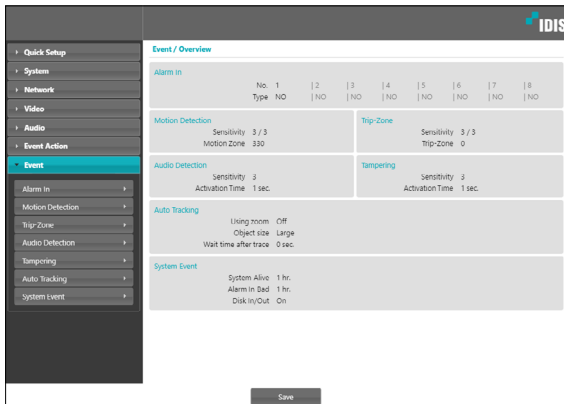 IDIS
Quick Setup
System
Network
Video
Audio
Event Action
Event
Alarm In
Motion Detection
Trip-Zone
Audio Detection
Tampering
Auto Tracking
System Event
Event / Overview
Alarm In
No. 1 | 2 | 3 | 4 | 5 | 6 | 7 | 8
Type NO | NO | NO | NO | NO | NO | NO | NO
Motion Detection
Sensitivity 3 / 3
Motion Zone 330
Trip-Zone
Sensitivity 3 / 3
Trip-Zone 0
Audio Detection
Sensitivity 3
Activation Time 1 sec.
Tampering
Sensitivity 3
Activation Time 1 sec.
Auto Tracking
Using zoom Off
Object size Large
Wait time after trace 0 sec.
System Event
System Alive 1 hr.
Alarm In Bad 1 hr.
Disk In/Out On
Save